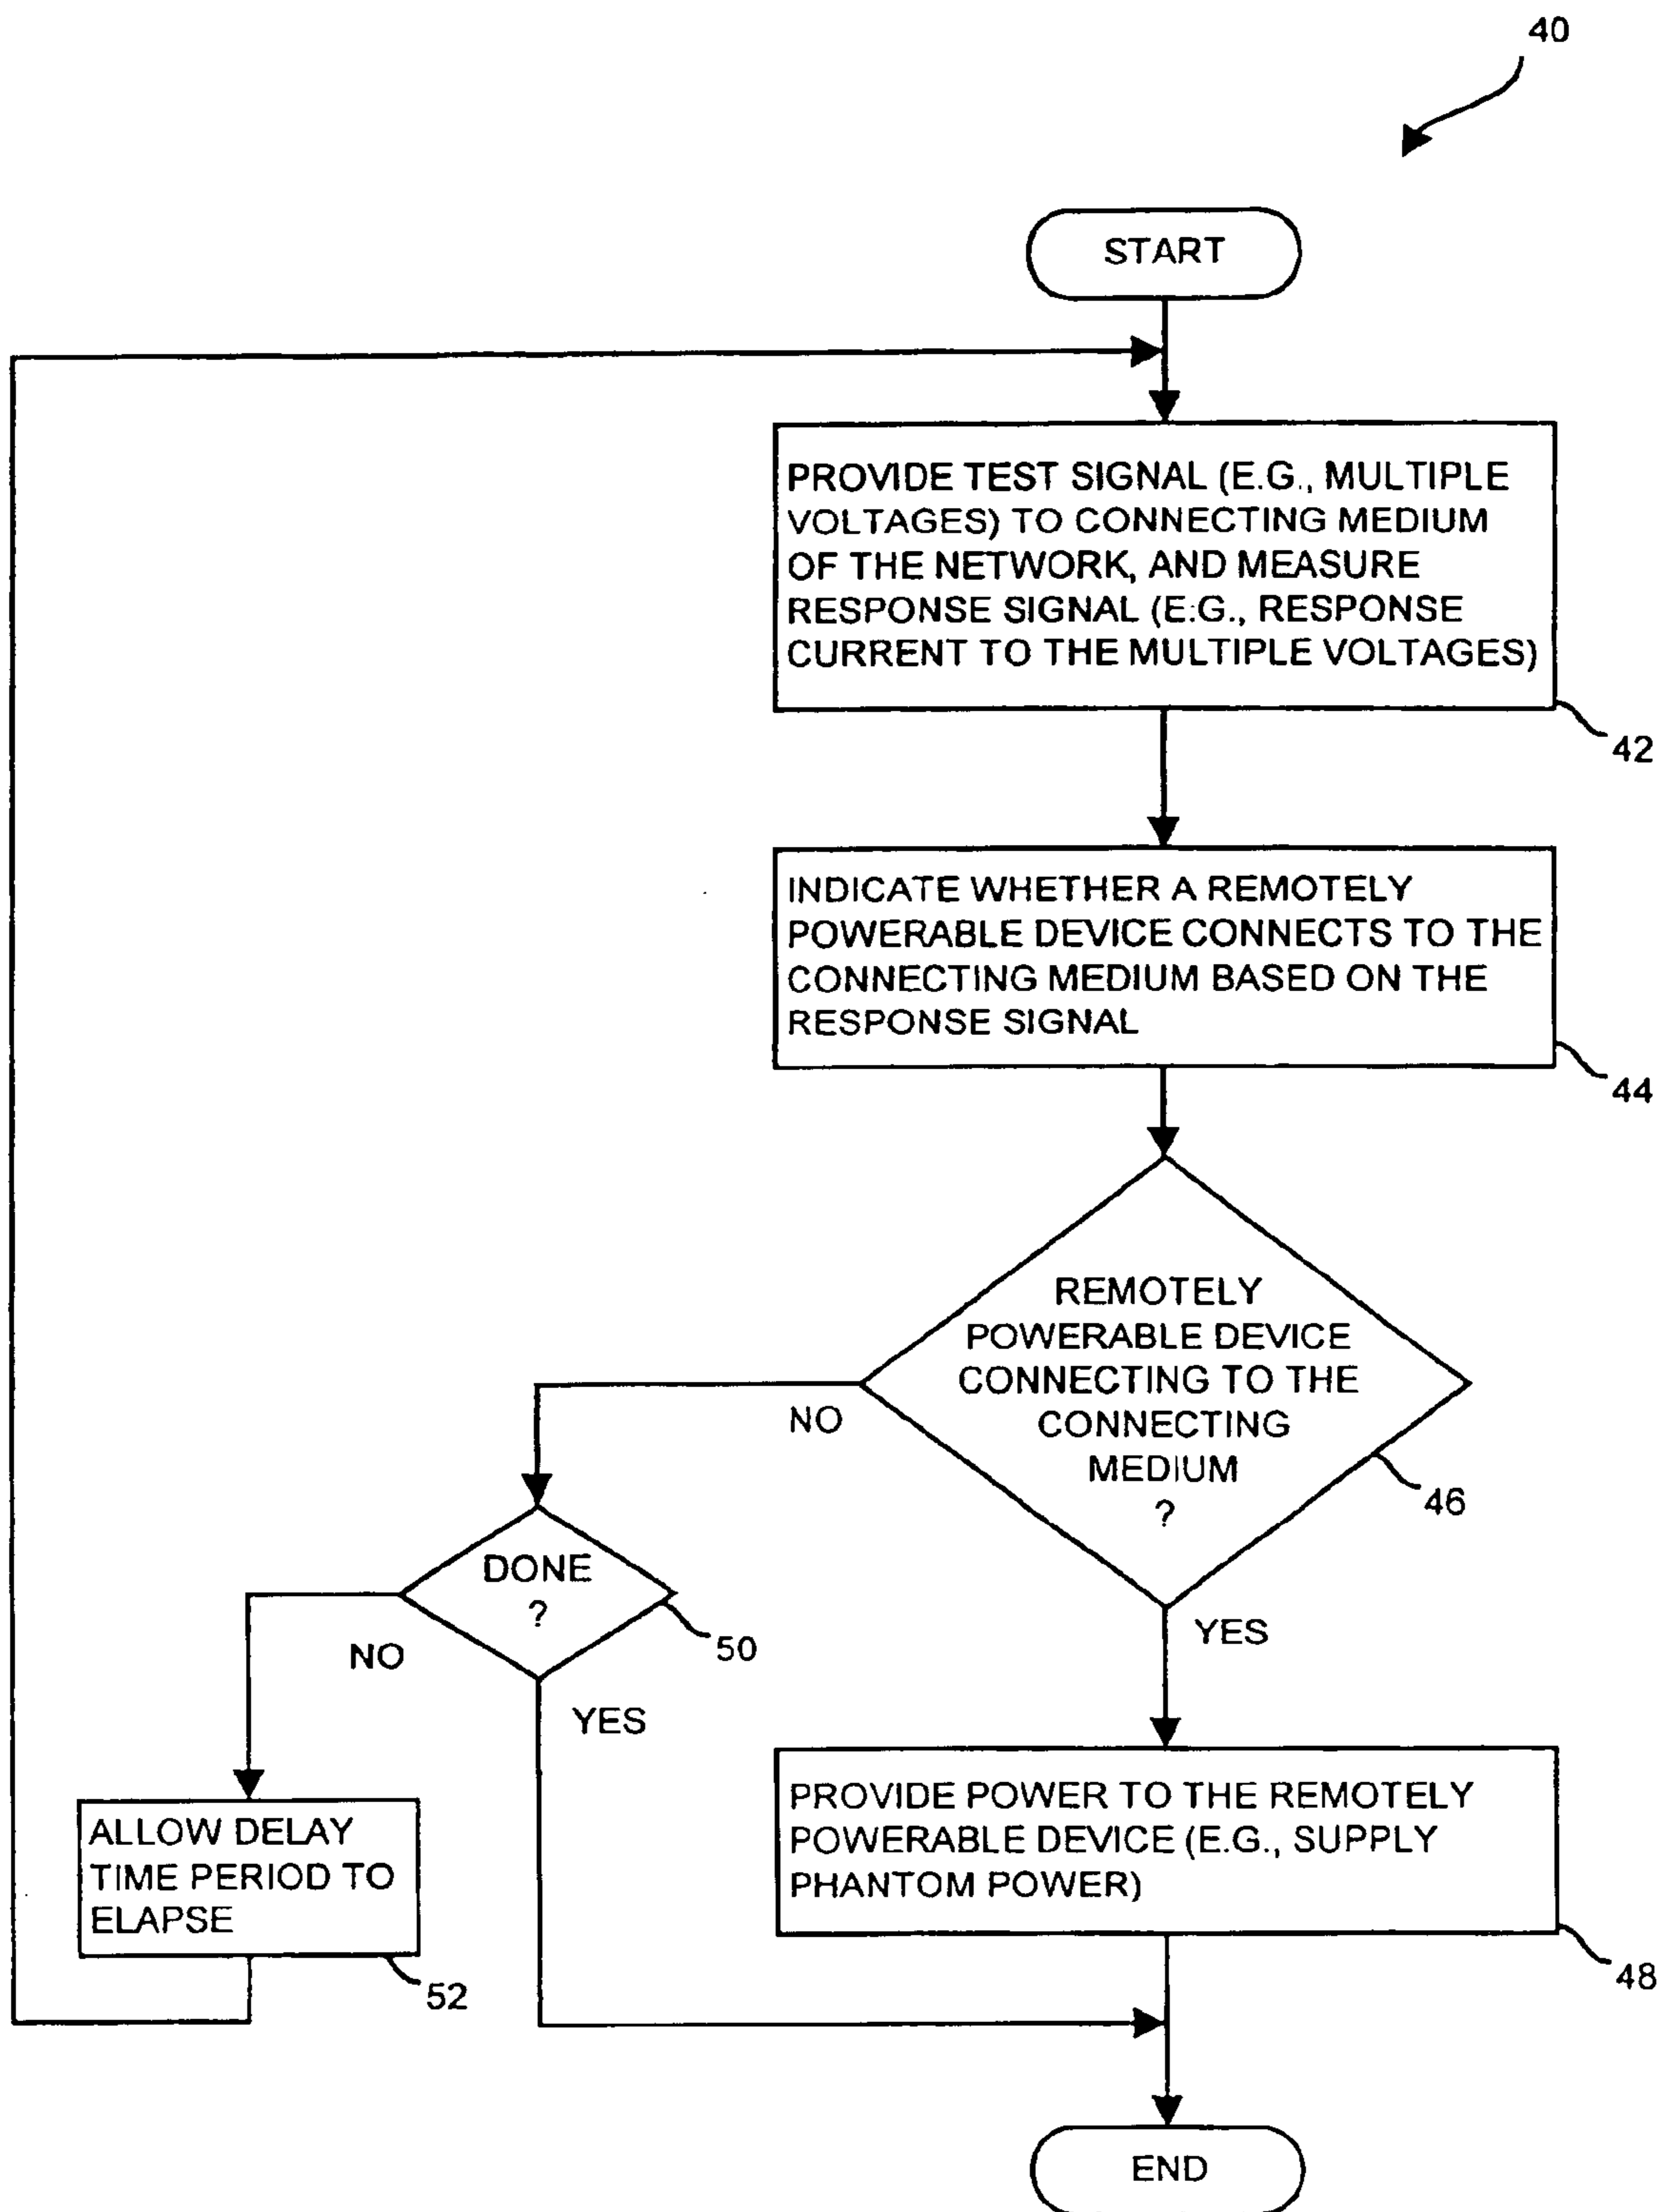 40
START
PROVIDE TEST SIGNAL (E.G., MULTIPLE
VOLTAGES) TO CONNECTING MEDIUM
OF THE NETWORK, AND MEASURE
RESPONSE SIGNAL (E.G., RESPONSE
CURRENT TO THE MULTIPLE VOLTAGES)
42
INDICATE WHETHER A REMOTELY
POWERABLE DEVICE CONNECTS TO THE
CONNECTING MEDIUM BASED ON THE
RESPONSE SIGNAL
44
REMOTELY
POWERABLE DEVICE
CONNECTING TO THE
CONNECTING
MEDIUM
?
46
NO
YES
DONE
?
50
NO
YES
ALLOW DELAY
TIME PERIOD TO
ELAPSE
52
PROVIDE POWER TO THE REMOTELY
POWERABLE DEVICE (E.G., SUPPLY
PHANTOM POWER)
48
END